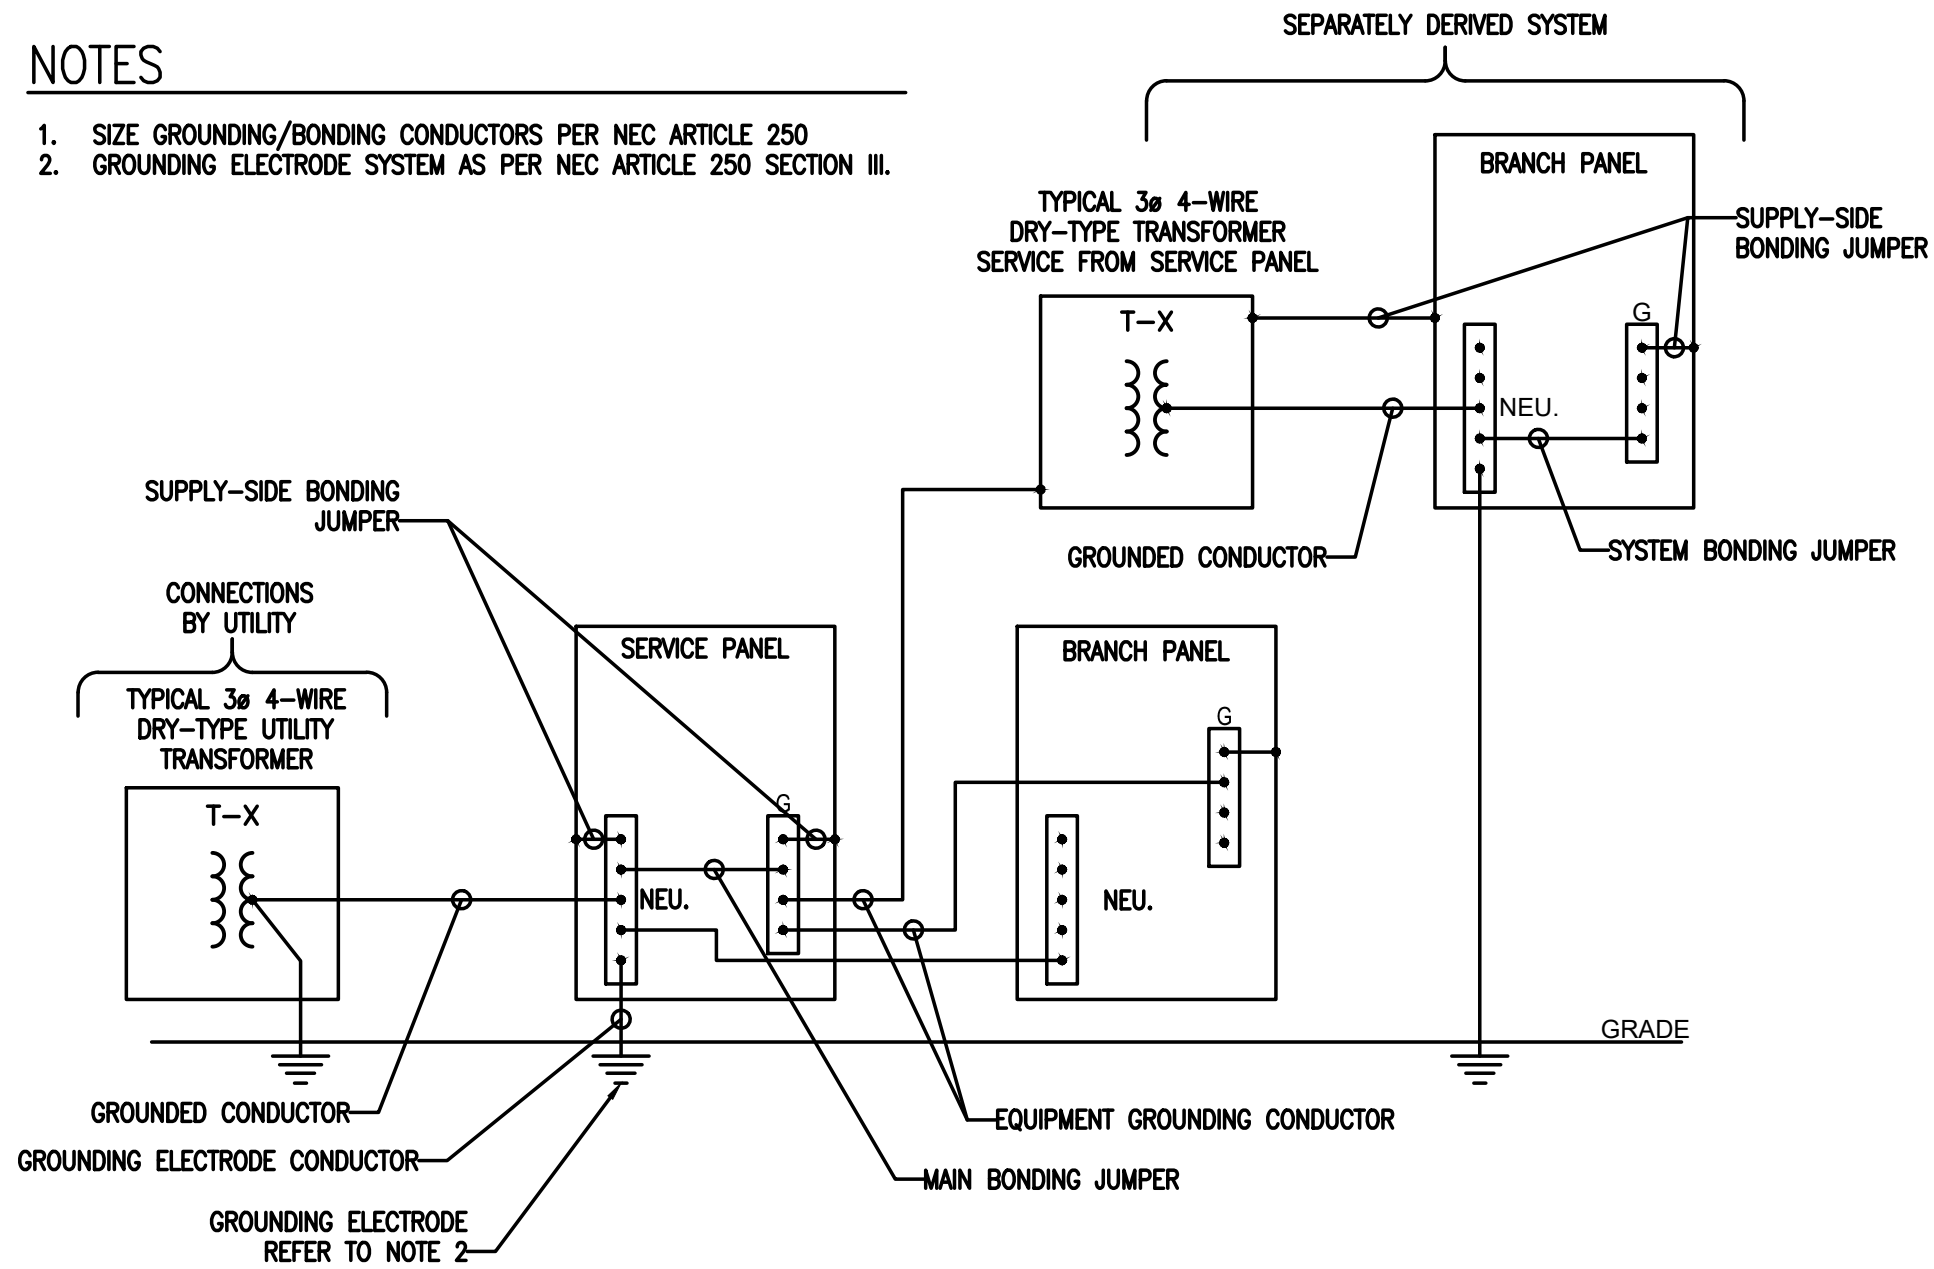 NOTES
1. SIZE GROUNDING/BONDING CONDUCTORS PER NEC ARTICLE 250
2. GROUNDING ELECTRODE SYSTEM AS PER NEC ARTICLE 250 SECTION III.
SEPARATELY DERIVED SYSTEM
BRANCH PANEL
TYPICAL 3ø 4-WIRE
DRY-TYPE TRANSFORMER
SERVICE FROM SERVICE PANEL
SUPPLY-SIDE
BONDING JUMPER
T-X
G
NEU.
GROUNDED CONDUCTOR
SYSTEM BONDING JUMPER
SUPPLY-SIDE BONDING
JUMPER
CONNECTIONS
BY UTILITY
TYPICAL 3ø 4-WIRE
DRY-TYPE UTILITY
TRANSFORMER
T-X
SERVICE PANEL
G
NEU.
BRANCH PANEL
G
NEU.
GRADE
GROUNDED CONDUCTOR
GROUNDING ELECTRODE CONDUCTOR
GROUNDING ELECTRODE
REFER TO NOTE 2
EQUIPMENT GROUNDING CONDUCTOR
MAIN BONDING JUMPER